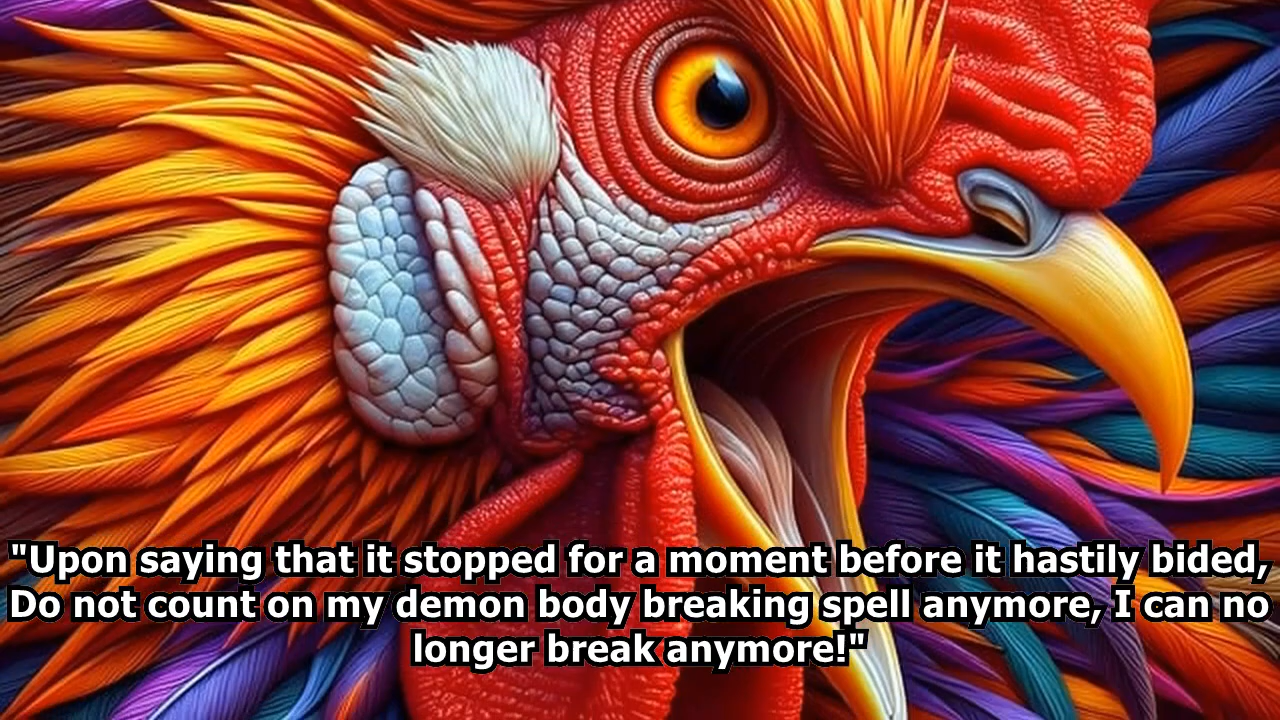 "Upon saying that it stopped for a moment before it hastily bided,
Do not count on my demon body breaking spell anymore, I can no
longer break anymore!"